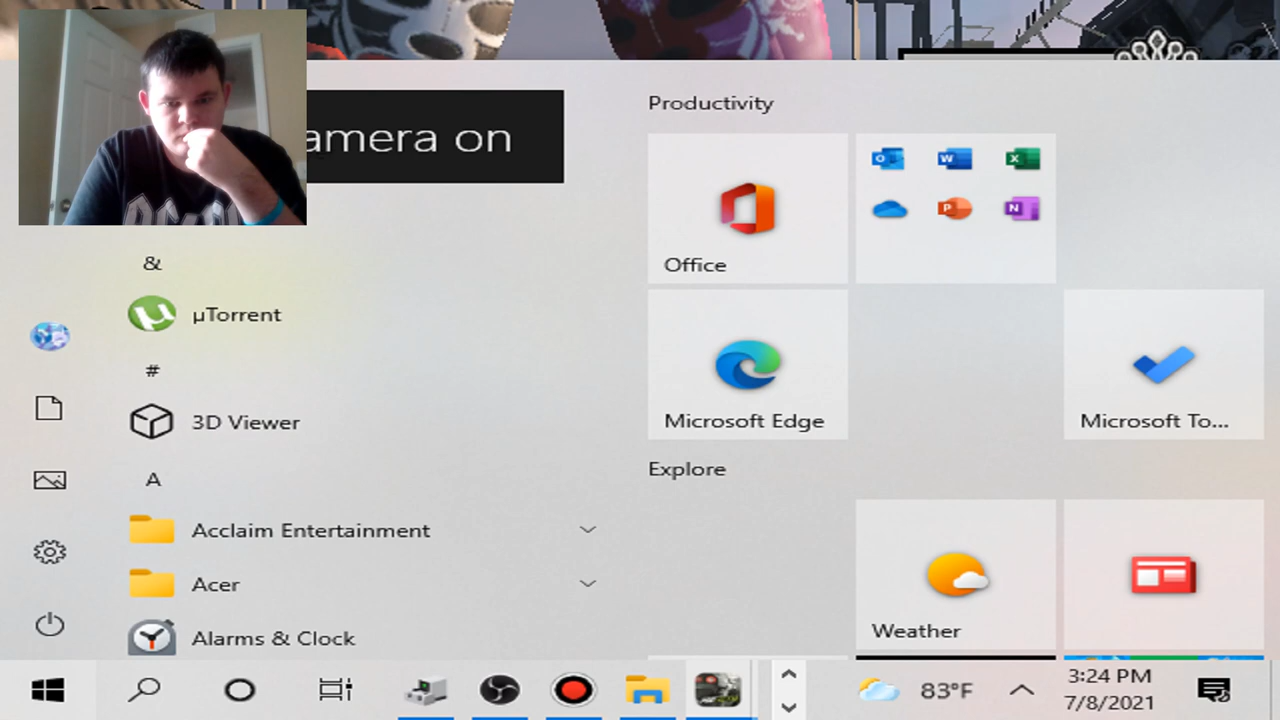 amera on
Productivity
Office
&
µTorrent
#
3D Viewer
Microsoft Edge
Microsoft To...
A
Explore
Acclaim Entertainment
Acer
Alarms & Clock
Weather
83°F
3:24 PM
7/8/2021